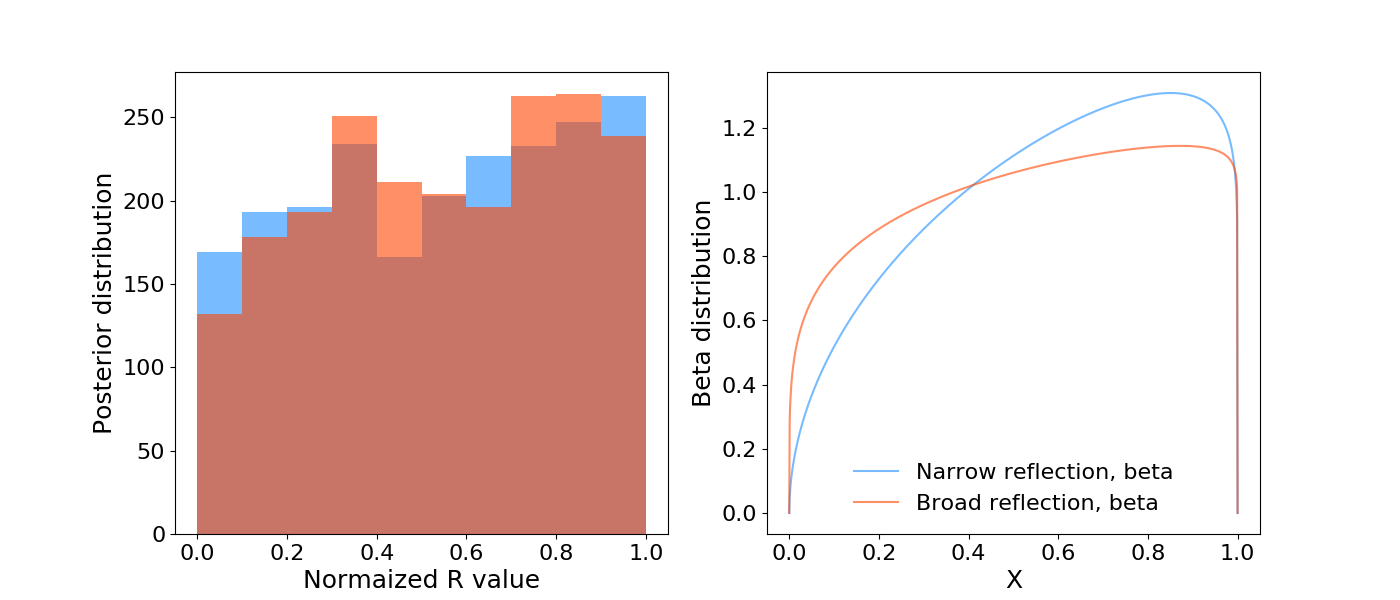 Posterior distribution
250
200
150
100
50
0
0.0 0.2 0.4 0.6 0.8 1.0
Normaized R value
Beta distribution
1.2
1.0
0.8
0.6
0.4
0.2
0.0
Narrow reflection, beta
Broad reflection, beta
0.0 0.2 0.4 0.6 0.8 1.0
X